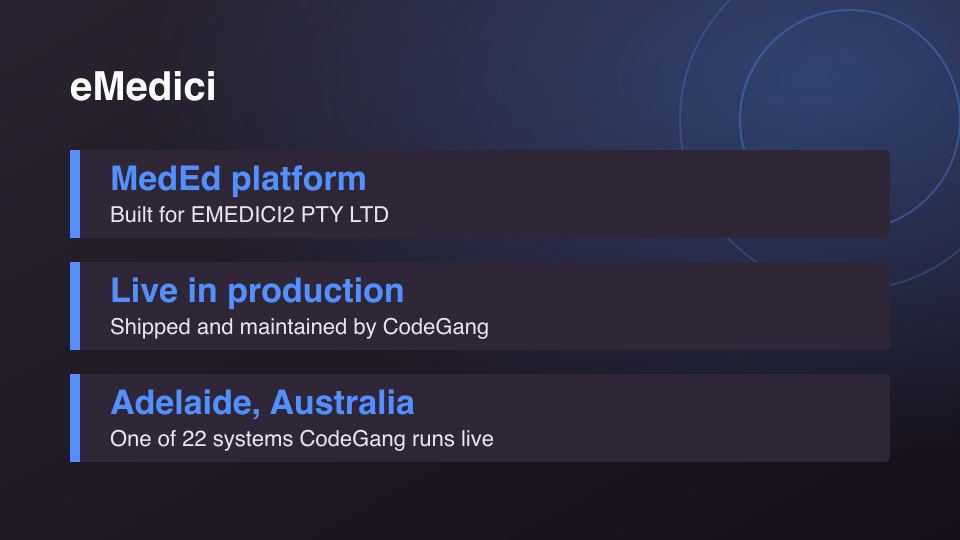 eMedici
MedEd platform
Built for EMEDICI2 PTY LTD
Live in production
Shipped and maintained by CodeGang
Adelaide, Australia
One of 22 systems CodeGang runs live